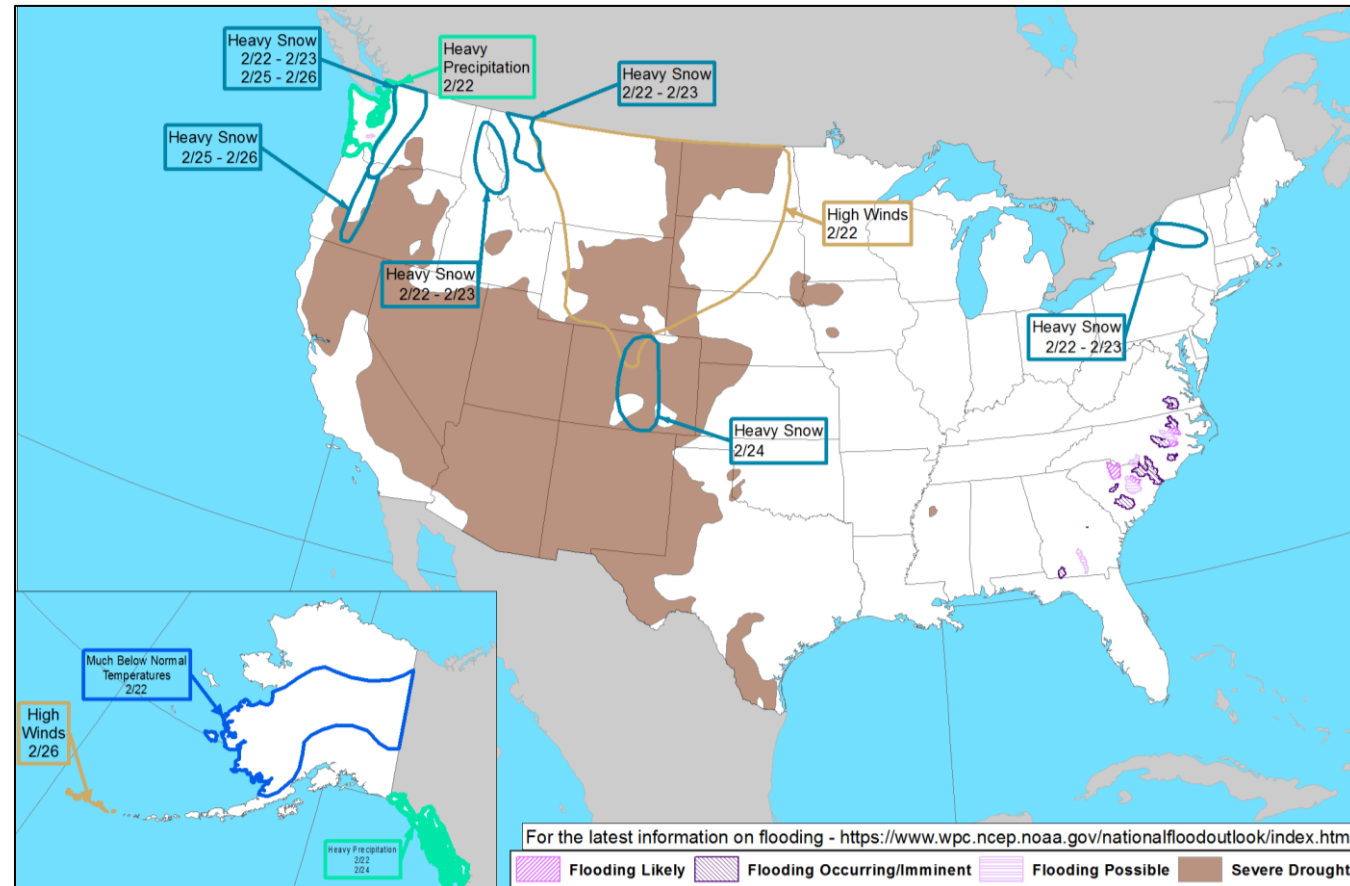 Heavy Snow
2/22 - 2/23
2/25 - 2/26
Heavy
Precipitation
2/22
Heavy Snow
2/22 - 2/23
Heavy Snow
2/25 - 2/26
High Winds
2/22
Heavy Snow
2/22 - 2/23
Heavy Snow
2/22 - 2/23
Heavy Snow
2/24
Much Below Normal
Temperatures
2/22
High
Winds
2/26
Heavy Precipitation
2/22
2/24
For the latest information on flooding - https://www.wpc.ncep.noaa.gov/nationalfloodoutlook/index.htm
Flooding Likely
Flooding Occurring/Imminent
Flooding Possible
Severe Drought